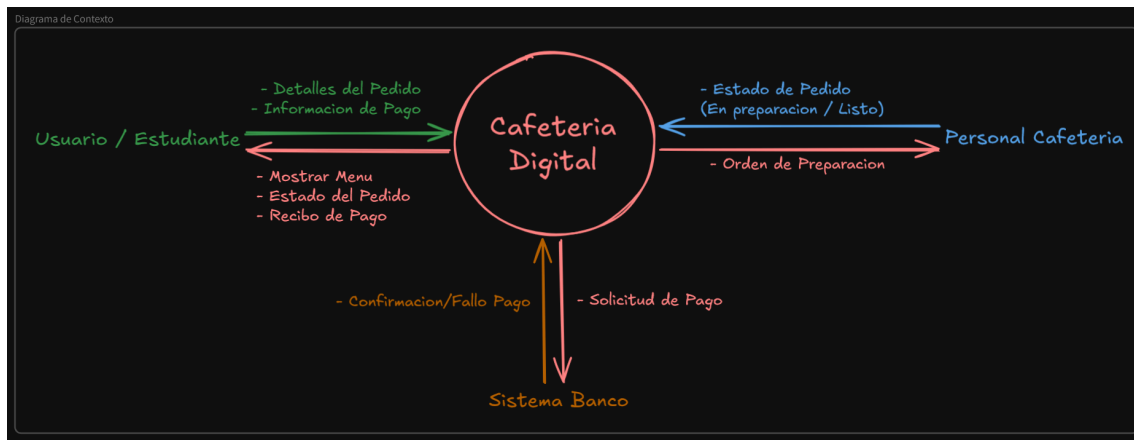 Diagrama de Contexto
- Detalles del Pedido
- Informacion de Pago
Usuario / Estudiante
- Mostrar Menu
- Estado del Pedido
- Recibo de Pago
Cafeteria
Digital
- Estado de Pedido
(En preparacion / Listo)
Personal Cafeteria
- Orden de Preparacion
- Confirmacion/Fallo Pago
- Solicitud de Pago
Sistema Banco